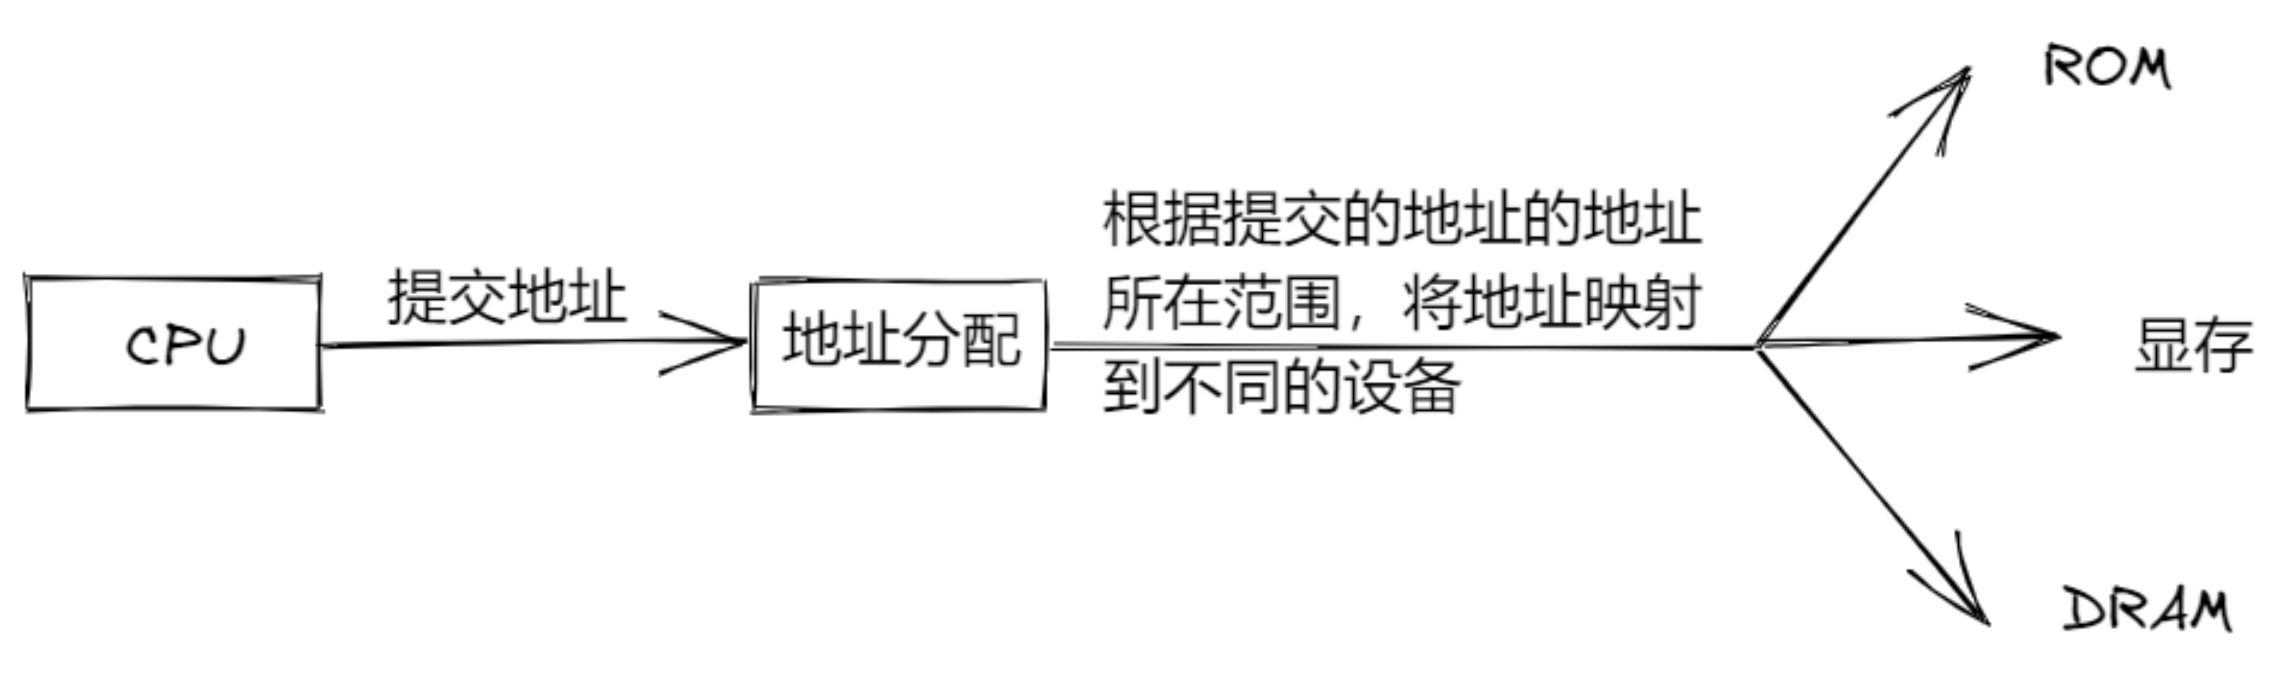 CPU
提交地址
地址分配
根据提交的地址的地址
所在范围，将地址映射
到不同的设备
ROM
显存
DRAM